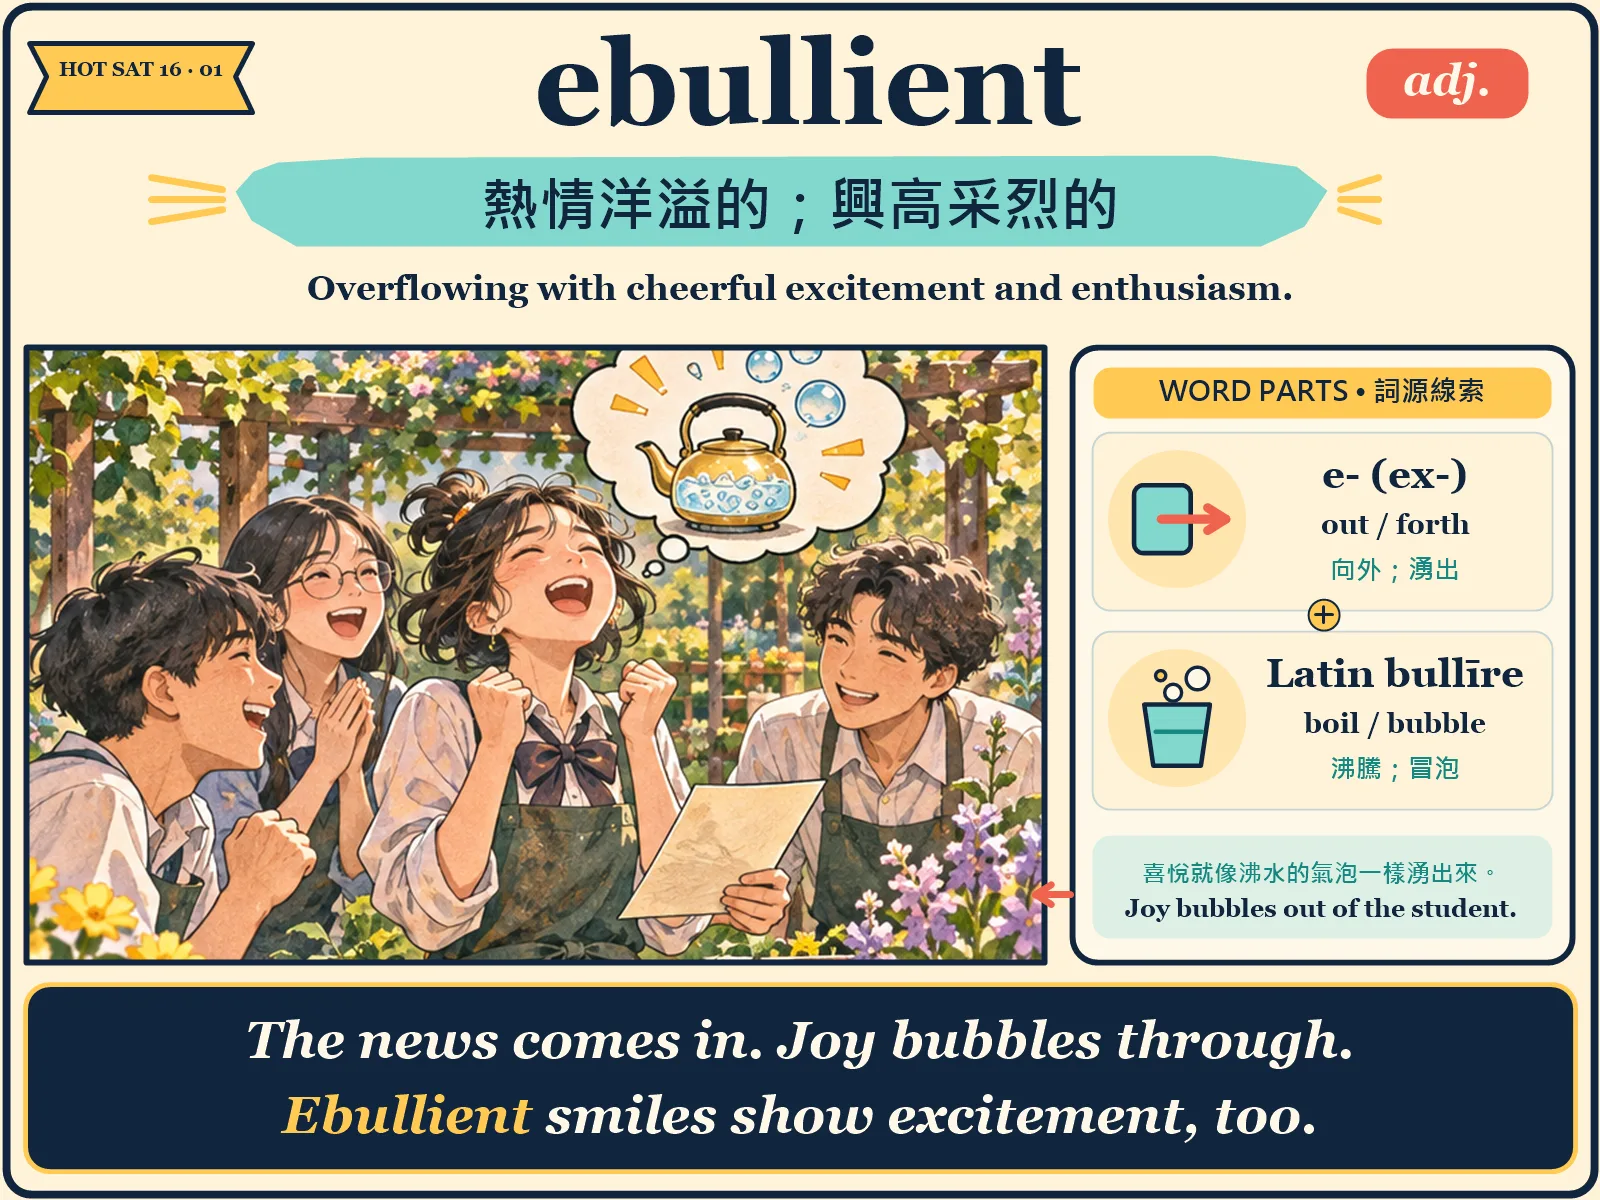 HOT SAT 16 · 01
ebullient
adj.
熱情洋溢的；興高采烈的
Overflowing with cheerful excitement and enthusiasm.
WORD PARTS • 詞源線索
e- (ex-)
out / forth
向外；湧出
+
Latin bullīre
boil / bubble
沸騰；冒泡
喜悅就像沸水的氣泡一樣湧出來。
Joy bubbles out of the student.
The news comes in. Joy bubbles through.
Ebullient smiles show excitement, too.